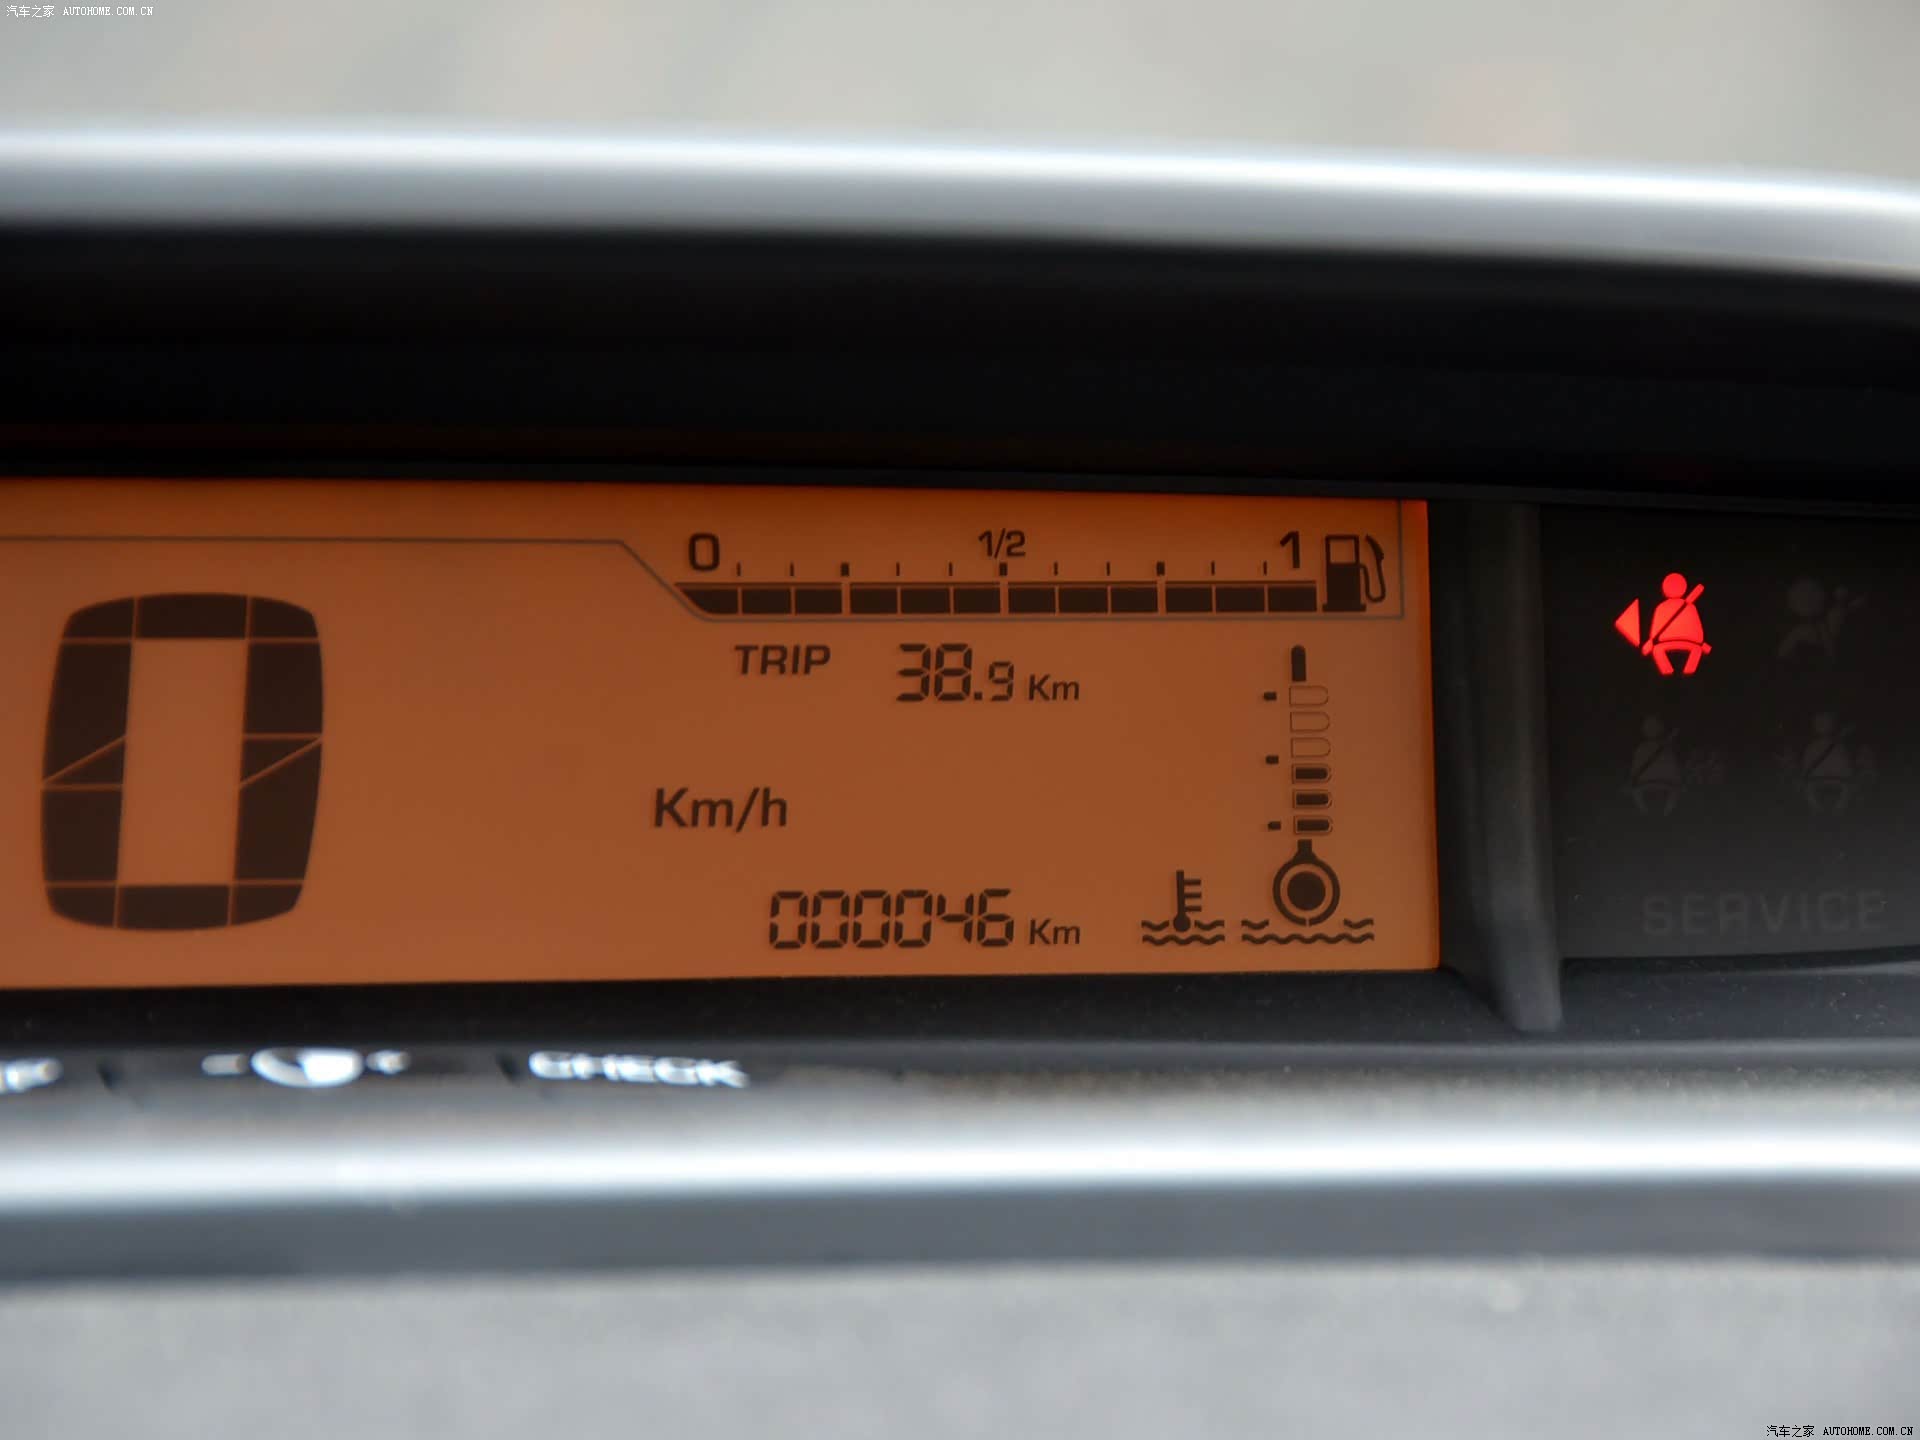 汽车之家 AUTOHOME.COM.CN
0 1/2 1
TRIP 38.9 Km
0 Km/h
000046 Km
SERVICE
CHECK
汽车之家 AUTOHOME.COM.CN